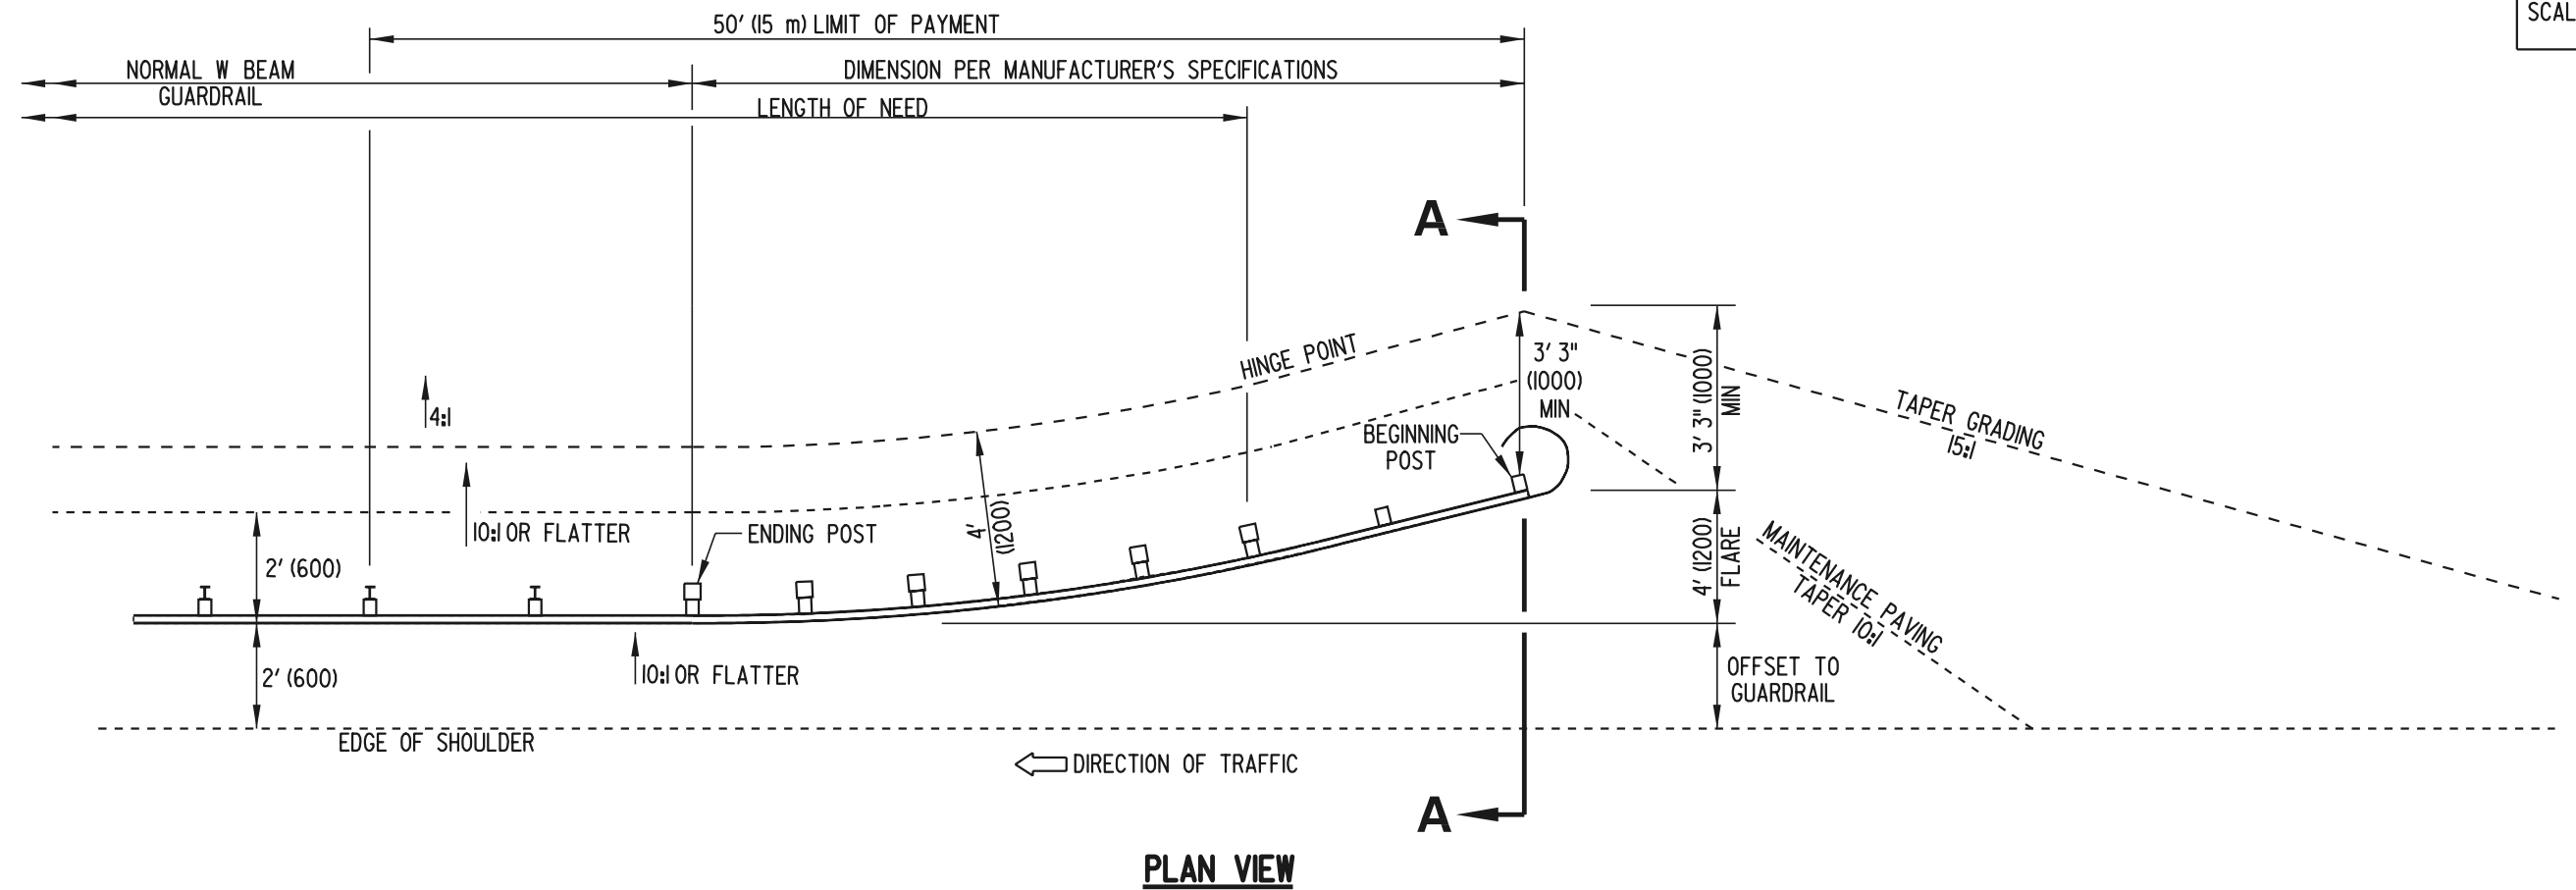 SCAL
50' (15 m) LIMIT OF PAYMENT
NORMAL W BEAM
GUARDRAIL
DIMENSION PER MANUFACTURER'S SPECIFICATIONS
LENGTH OF NEED
A
HINGE POINT
3' 3"
(1000)
MIN
3' 3" (1000)
MIN
4:1
TAPER GRADING
15:1
BEGINNING
POST
10:1 OR FLATTER
ENDING POST
4'
(1200)
4' (1200)
FLARE
MAINTENANCE PAVING
TAPER 10:1
2' (600)
2' (600)
10:1 OR FLATTER
OFFSET TO
GUARDRAIL
EDGE OF SHOULDER
DIRECTION OF TRAFFIC
A
PLAN VIEW